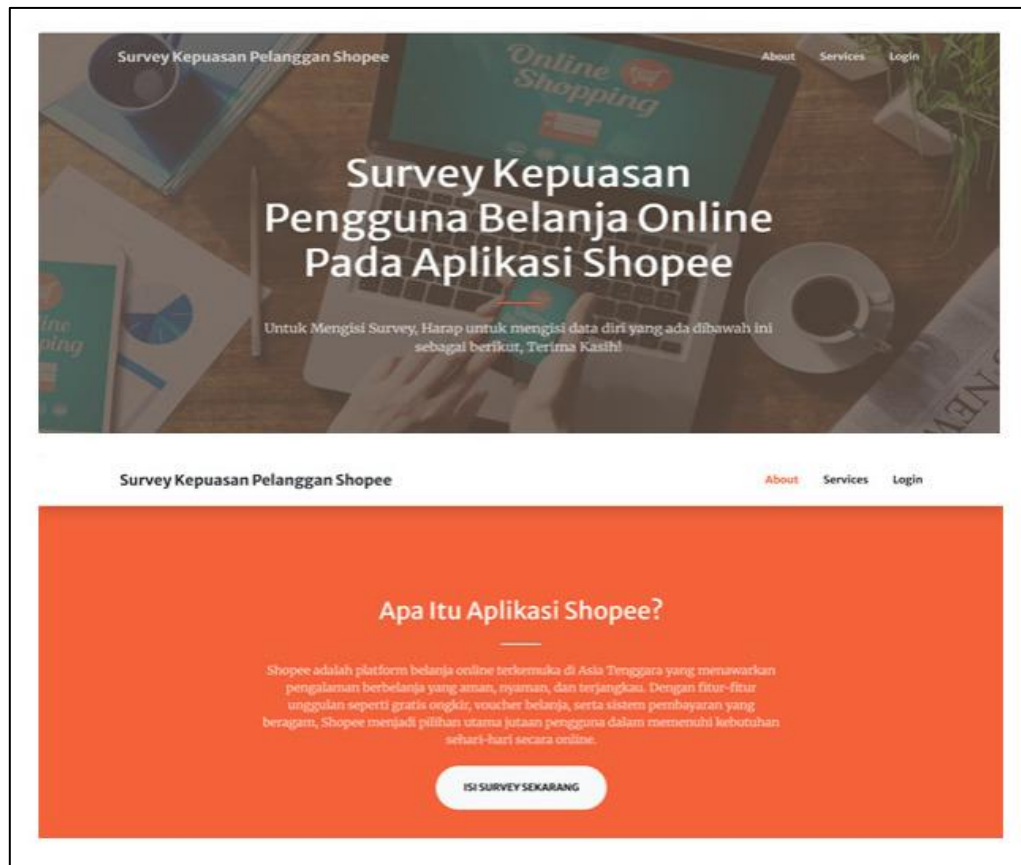 Survey Kepuasan Pelanggan Shopee
About Services Login
Online
Shopping
Survey Kepuasan
Pengguna Belanja Online
Pada Aplikasi Shopee
Untuk Mengisi Survey, Harap untuk mengisi data diri yang ada dibawah ini
sebagai berikut, Terima Kasih!
ine
ping
NEW
Survey Kepuasan Pelanggan Shopee
About Services Login
Apa Itu Aplikasi Shopee?
Shopee adalah platform belanja online terkemuka di Asia Tenggara yang menawarkan
pengalaman berbelanja yang aman, nyaman, dan terjangkau. Dengan fitur-fitur
unggulan seperti gratis ongkir, voucher belanja, serta sistem pembayaran yang
beragam, Shopee menjadi pilihan utama jutaan pengguna dalam memenuhi kebutuhan
sehari-hari secara online.
ISI SURVEY SEKARANG